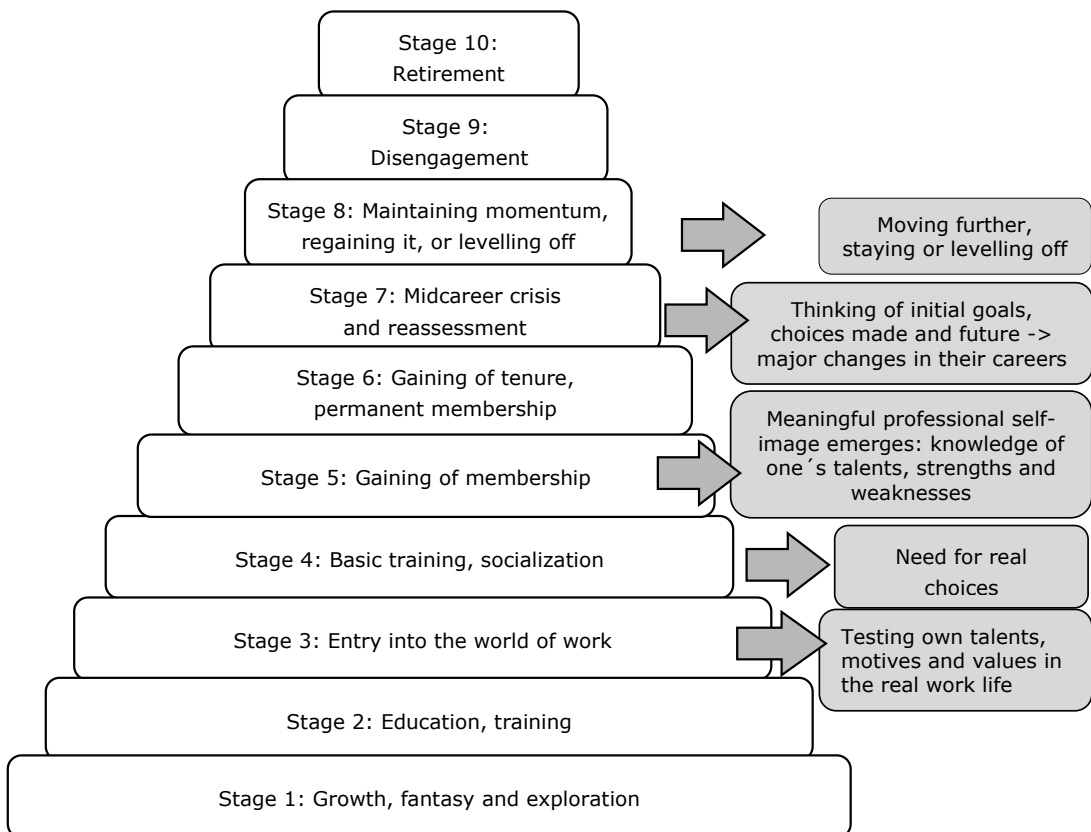 Stage 10:
Retirement
Stage 9:
Disengagement
Stage 8: Maintaining momentum,
regaining it, or levelling off
Moving further,
staying or levelling off
Stage 7: Midcareer crisis
and reassessment
Thinking of initial goals,
choices made and future ->
major changes in their careers
Stage 6: Gaining of tenure,
permanent membership
Stage 5: Gaining of membership
Meaningful professional self-
image emerges: knowledge of
one´s talents, strengths and
weaknesses
Stage 4: Basic training, socialization
Need for real
choices
Stage 3: Entry into the world of work
Testing own talents,
motives and values in
the real work life
Stage 2: Education, training
Stage 1: Growth, fantasy and exploration